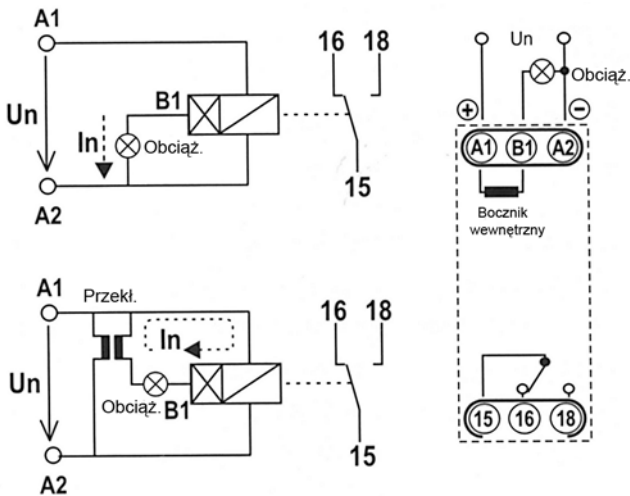 A1
Un
In
B1
Obciąż.
A2
16 18
15
A1
Przekł.
Un
In
Obciąż.
B1
A2
16 18
15
Un
Obciąż.
+ −
A1 B1 A2
Bocznik
wewnętrzny
15 16 18